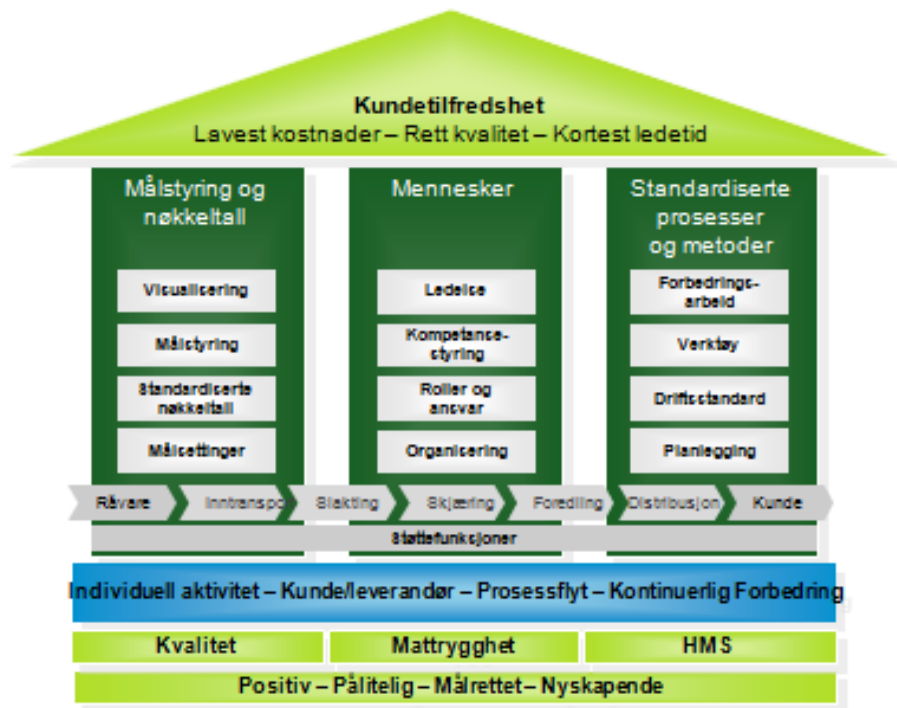 Kundetilfredshet
Lavest kostnader – Rett kvalitet – Kortest ledetid
Målstyring og
nøkkeltall
Visualisering
Målstyring
Standardiserte
nøkkeltall
Målsettinger
Mennesker
Ledelse
Kompetanse-
styring
Roller og
ansvar
Organisering
Standardiserte
prosesser
og metoder
Forbedrings-
arbeid
Verktøy
Driftsstandard
Planlegging
Råvare
Inntranspo
Slakting
Skjæring
Foredling
Distribusjon
Kunde
Støttefunksjoner
Individuell aktivitet – Kunde/leverandør – Prosessflyt – Kontinuerlig Forbedring
Kvalitet
Mattrygghet
HMS
Positiv – Pålitelig – Målrettet – Nyskapende